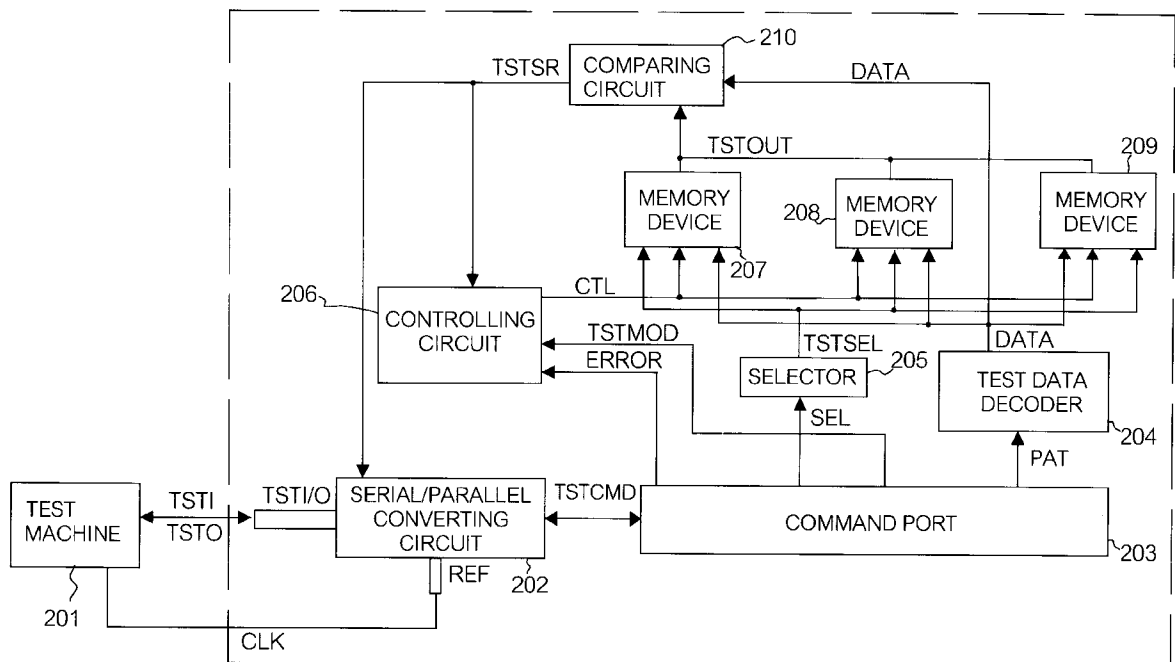 210
TSTSR
COMPARING
CIRCUIT
DATA
TSTOUT
209
MEMORY
DEVICE
208
MEMORY
DEVICE
MEMORY
DEVICE
207
206
CTL
CONTROLLING
CIRCUIT
TSTMOD
ERROR
TSTSEL
DATA
205
SELECTOR
TEST DATA
DECODER
SEL
204
PAT
TEST
MACHINE
TSTI
TSTO
TSTI/O
SERIAL/PARALLEL
CONVERTING
CIRCUIT
TSTCMD
COMMAND PORT
203
201
REF
202
CLK